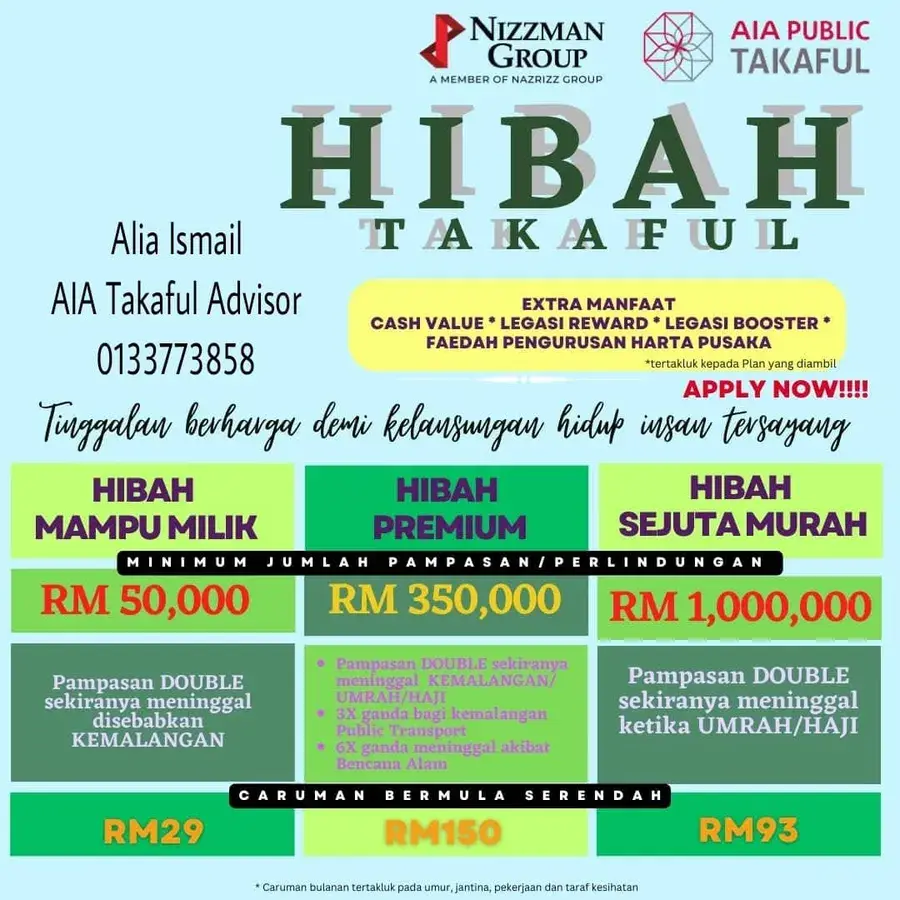 NIZZMAN
GROUP
A MEMBER OF NAZRIZZ GROUP
AIA PUBLIC
TAKAFUL
HIBAH
TAKAFUL
Alia Ismail
AIA Takaful Advisor
0133773858
EXTRA MANFAAT
CASH VALUE * LEGASI REWARD * LEGASI BOOSTER *
FAEDAH PENGURUSAN HARTA PUSAKA
*tertakluk kepada Plan yang diambil
APPLY NOW!!!!
Tinggalan berharga demi kelansungan hidup insan tersayang
HIBAH
MAMPU MILIK
HIBAH
PREMIUM
HIBAH
SEJUTA MURAH
MINIMUM JUMLAH PAMPASAN/PERLINDUNGAN
RM 50,000
RM 350,000
RM 1,000,000
Pampasan DOUBLE
sekiranya meninggal
disebabkan
KEMALANGAN
• Pampasan DOUBLE sekiranya
meninggal KEMALANGAN/
UMRAH/HAJI
• 3X ganda bagi kemalangan
Public Transport
• 6X ganda meninggal akibat
Bencana Alam
Pampasan DOUBLE
sekiranya meninggal
ketika UMRAH/HAJI
CARUMAN BERMULA SERENDAH
RM29
RM150
RM93
* Caruman bulanan tertakluk pada umur, jantina, pekerjaan dan taraf kesihatan